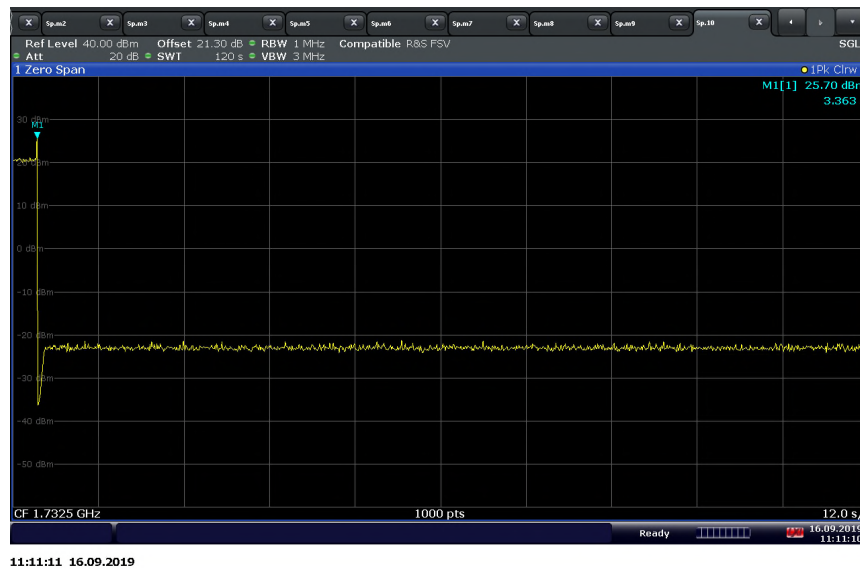 Sp.m2 X Sp.m3 X Sp.m4 X Sp.m5 X Sp.m6 X Sp.m7 X Sp.m8 X Sp.m9 X Sp.10 X
Ref Level 40.00 dBm Offset 21.30 dB RBW 1 MHz Compatible R&S FSV SGL
Att 20 dB SWT 120 s VBW 3 MHz
1 Zero Span 1Pk Clrw
M1[1] 25.70 dBm
3.363
30 dBm
M1
20 dBm
10 dBm
0 dBm
-10 dBm
-20 dBm
-30 dBm
-40 dBm
-50 dBm
CF 1.7325 GHz 1000 pts 12.0 s/
Ready 16.09.2019
11:11:10
11:11:11 16.09.2019